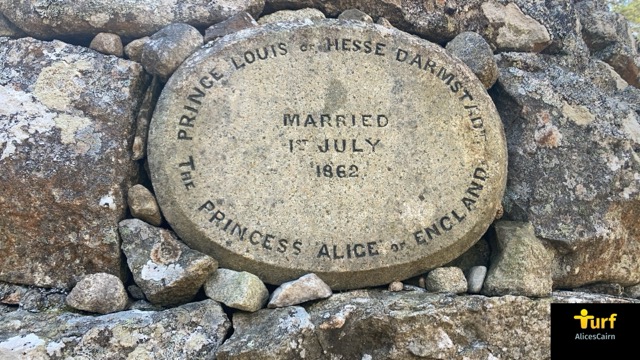 PRINCE LOUIS OF HESSE DARMSTADT
MARRIED
1ST JULY
1862
THE PRINCESS ALICE OF ENGLAND
Turf
AlicesCairn